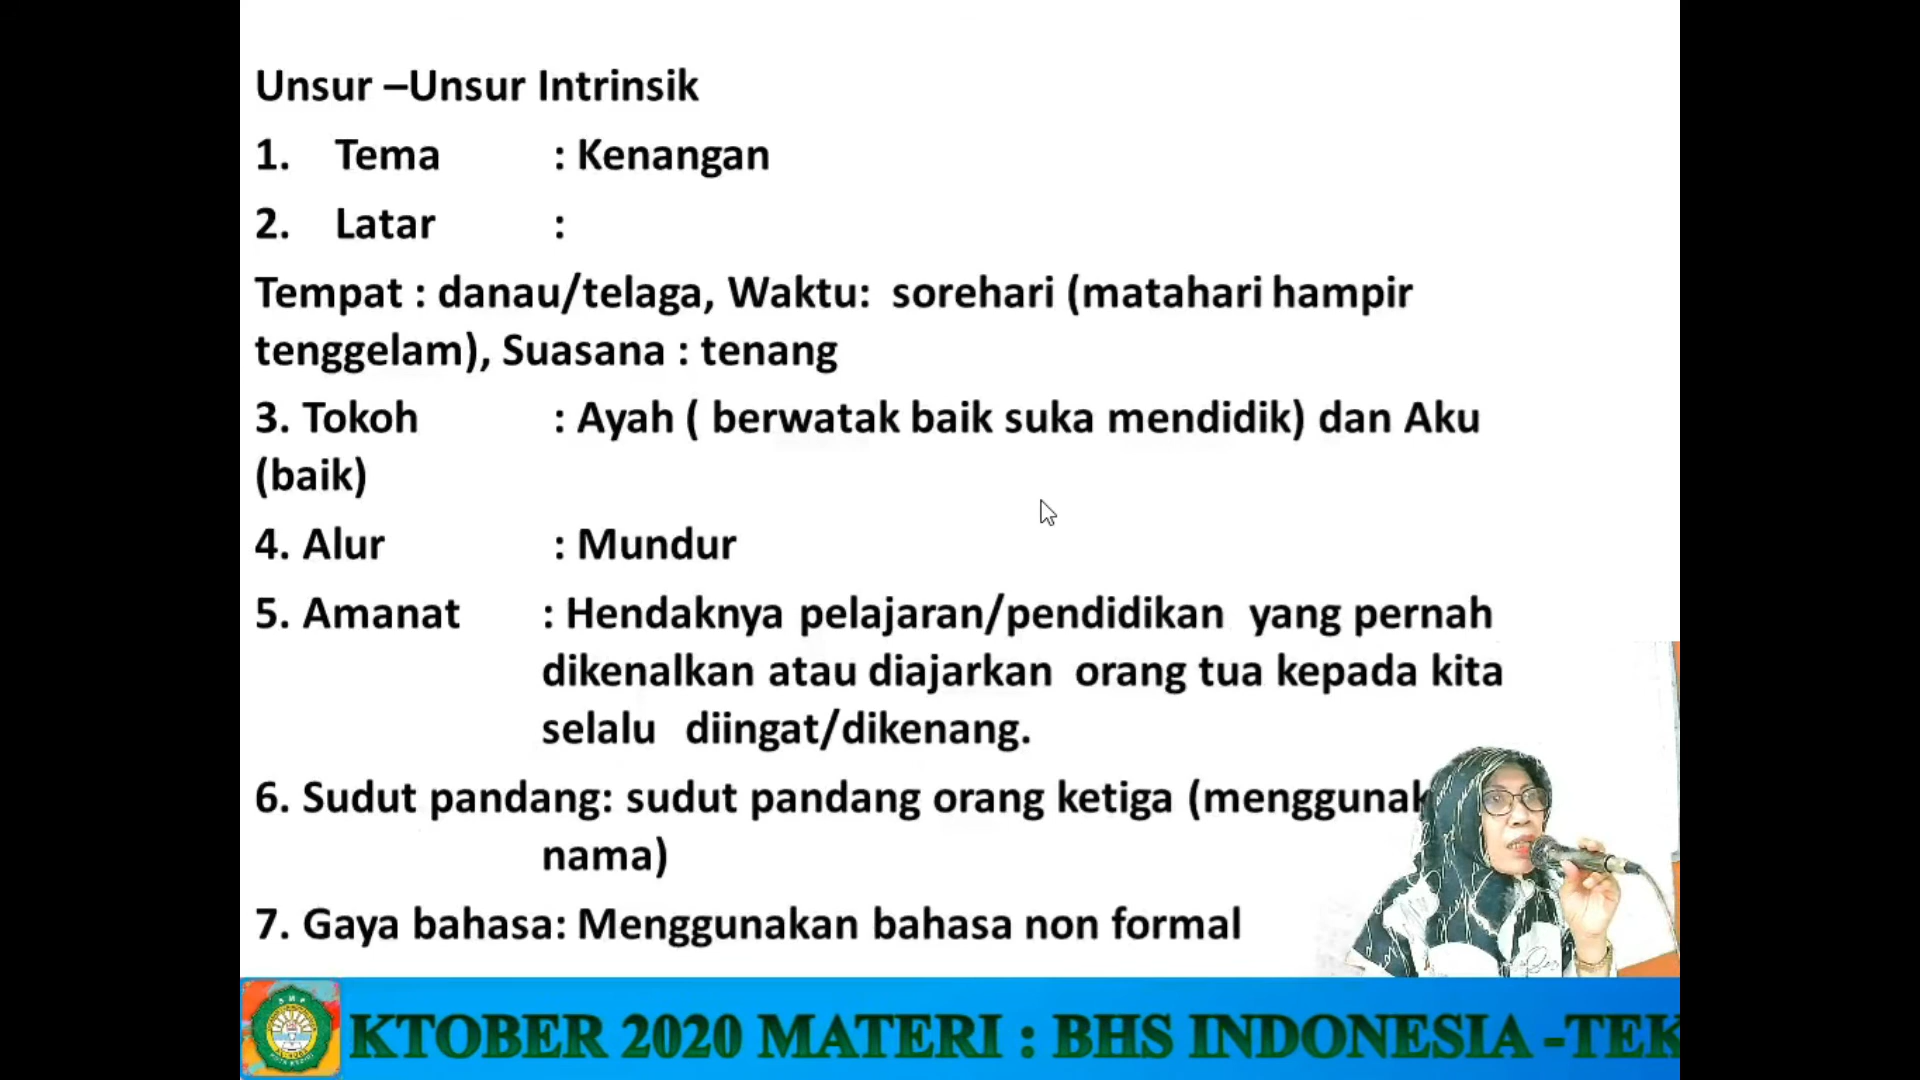 Unsur –Unsur Intrinsik
1. Tema : Kenangan
2. Latar :
Tempat : danau/telaga, Waktu: sorehari (matahari hampir
tenggelam), Suasana : tenang
3. Tokoh : Ayah ( berwatak baik suka mendidik) dan Aku
(baik)
4. Alur : Mundur
5. Amanat : Hendaknya pelajaran/pendidikan yang pernah
dikenalkan atau diajarkan orang tua kepada kita
selalu diingat/dikenang.
6. Sudut pandang: sudut pandang orang ketiga (menggunak
nama)
7. Gaya bahasa: Menggunakan bahasa non formal
KTOBER 2020 MATERI : BHS INDONESIA -TEK